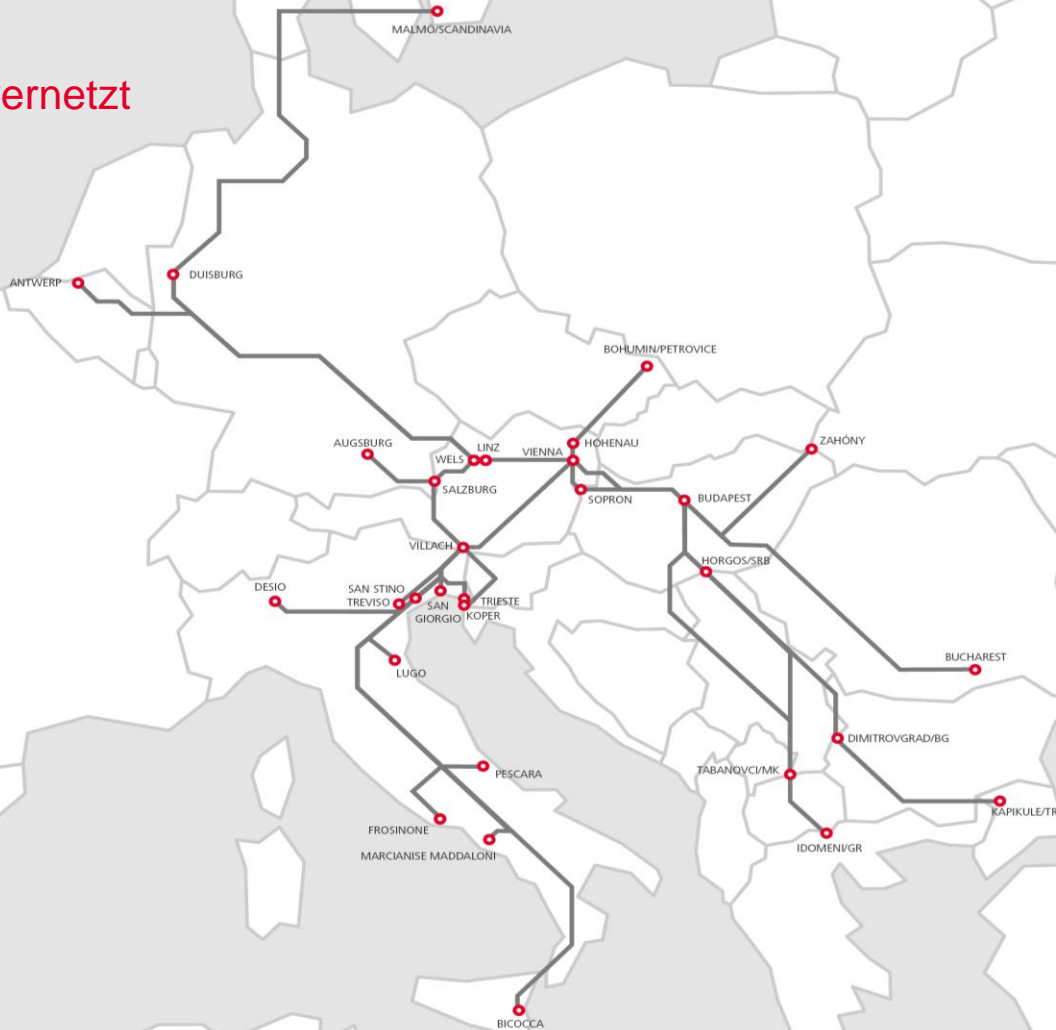 MALMÖ/SCANDINAVIA
ernetzt
DUISBURG
ANTWERP
BOHUMIN/PETROVICE
AUGSBURG
LINZ
HOHENAU
ZAHÓNY
VIENNA
WELS
SALZBURG
SOPRON
BUDAPEST
VILLACH
HORGOS/SRB
DESIO
SAN STINO
TREVISO
SAN
GIORGIO
TRIESTE
KOPER
LUGO
BUCHAREST
DIMITROVGRAD/BG
PESCARA
TABANOVCI/MK
KAPIKULE/TR
FROSINONE
IDOMENI/GR
MARCIANISE MADDALONI
BICOCCA